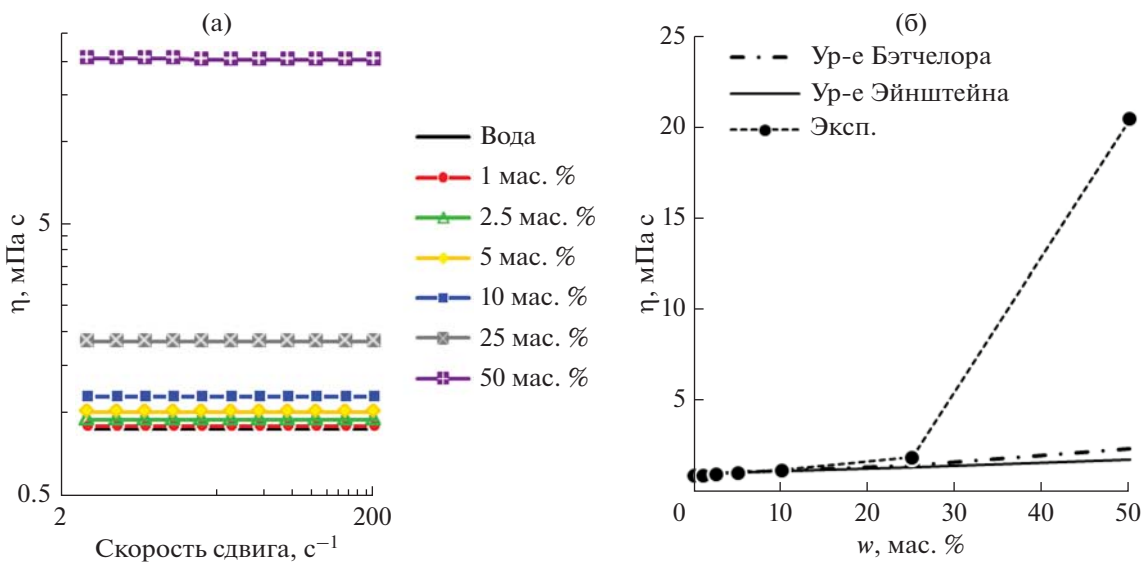 (а)
η, мПа с
5
0.5
2
200
Скорость сдвига, с⁻¹
Вода
1 мас. %
2.5 мас. %
5 мас. %
10 мас. %
25 мас. %
50 мас. %
(б)
η, мПа с
25
20
15
10
5
0
10
20
30
40
50
w, мас. %
Ур-е Бэтчелора
Ур-е Эйнштейна
Эксп.